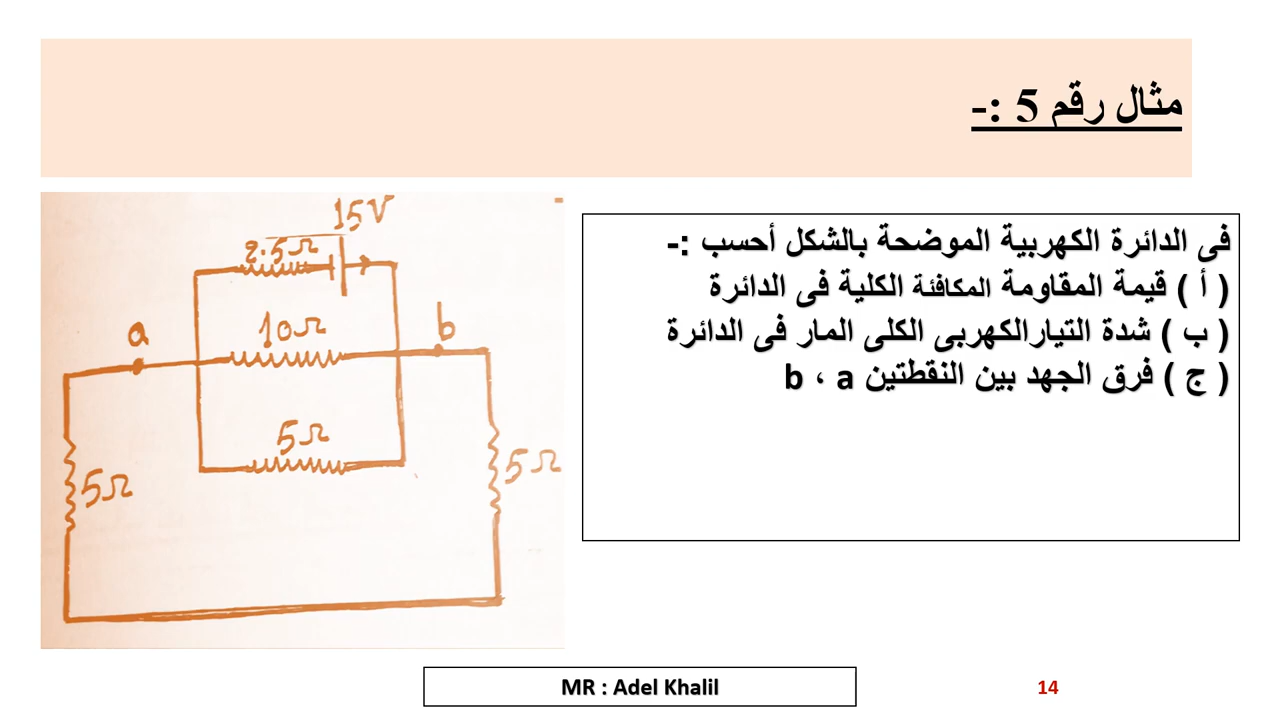 مثال رقم 5 :-
فى الدائرة الكهربية الموضحة بالشكل أحسب :-
( أ ) قيمة المقاومة المكافئة الكلية فى الدائرة
( ب ) شدة التيارالكهربى الكلى المار فى الدائرة
( ج ) فرق الجهد بين النقطتين b ، a
15V
2.5Ω
10Ω
a
b
5Ω
5Ω
5Ω
MR : Adel Khalil
14